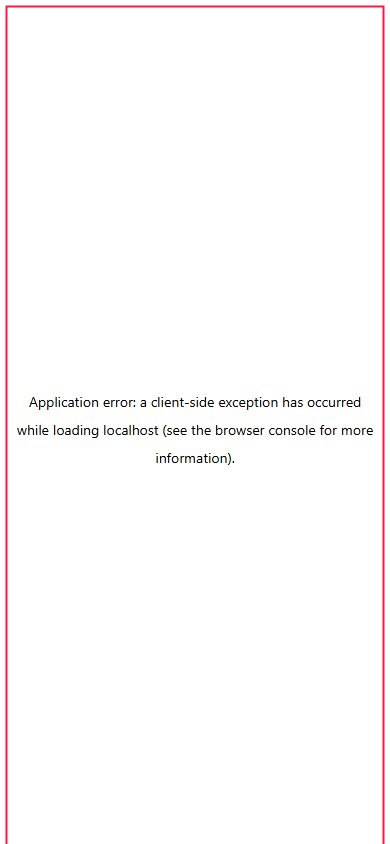 Application error: a client-side exception has occurred
while loading localhost (see the browser console for more
information).